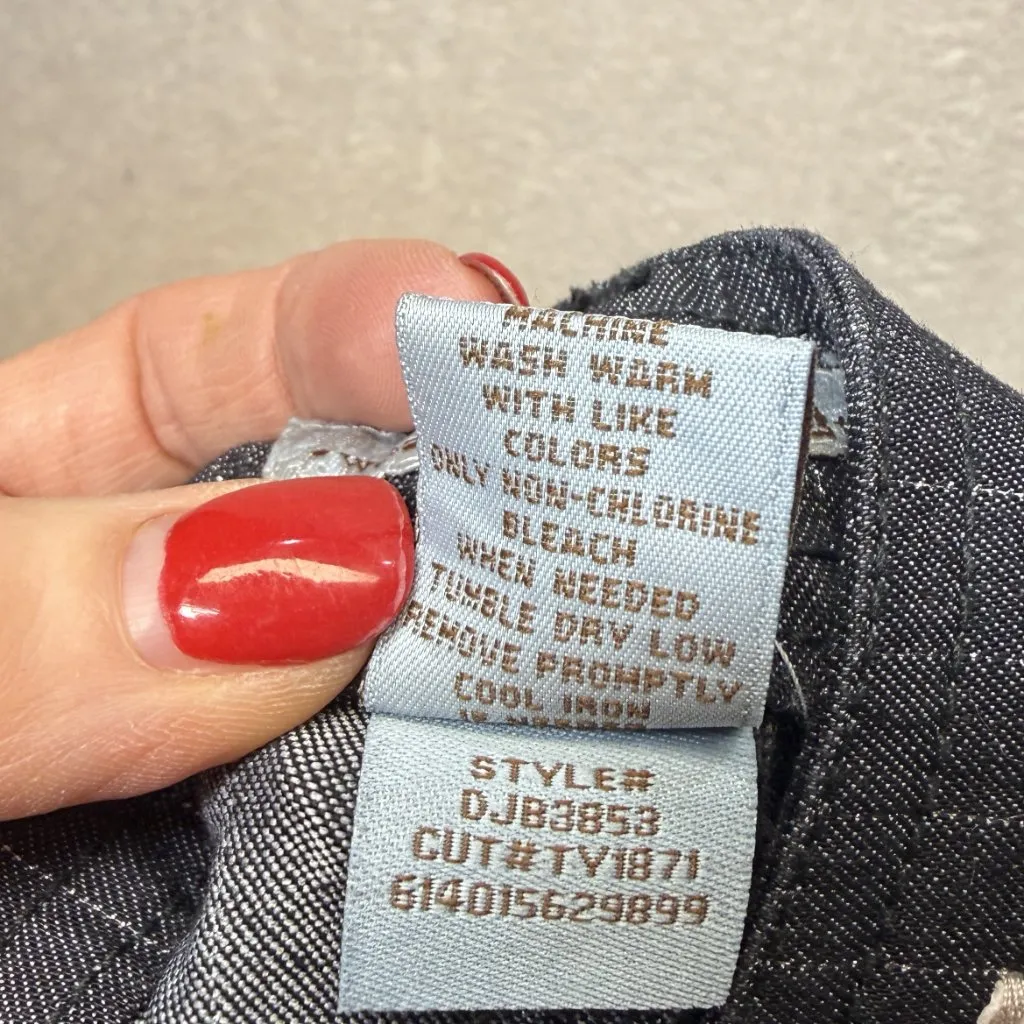 MACHINE
WASH WARM
WITH LIKE
COLORS
ONLY NON-CHLORINE
BLEACH
WHEN NEEDED
TUMBLE DRY LOW
REMOVE PROMPTLY
COOL IRON
STYLE#
DJB3853
CUT#TY1871
614015629899